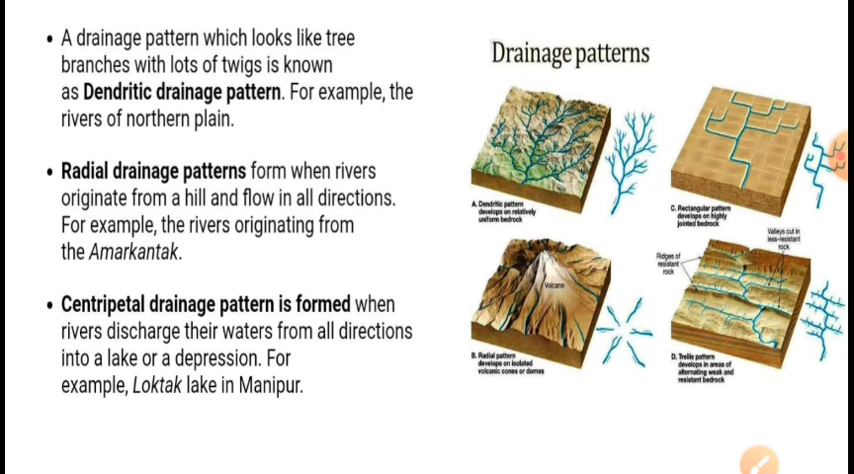 • A drainage pattern which looks like tree
branches with lots of twigs is known
as Dendritic drainage pattern. For example, the
rivers of northern plain.
• Radial drainage patterns form when rivers
originate from a hill and flow in all directions.
For example, the rivers originating from
the Amarkantak.
• Centripetal drainage pattern is formed when
rivers discharge their waters from all directions
into a lake or a depression. For
example, Loktak lake in Manipur.
Drainage patterns
A. Dendritic pattern
develops on relatively
uniform bedrock
C. Rectangular pattern
develops on highly
jointed bedrock
Valleys cut in
less-resistant
rock
Ridges of
resistant
rock
Volcano
B. Radial pattern
develops on isolated
volcanic cones or domes
D. Trellis pattern
develops in areas of
alternating weak and
resistant bedrock